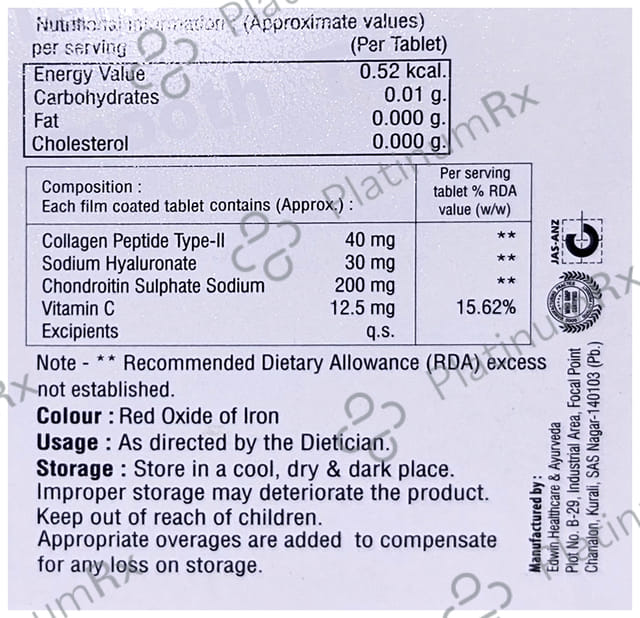 Nutritional Information (Approximate values)
per serving (Per Tablet)
Energy Value 0.52 kcal.
Carbohydrates 0.01 g.
Fat 0.000 g.
Cholesterol 0.000 g.
Composition :
Each film coated tablet contains (Approx.) :
Per serving
tablet % RDA
value (w/w)
Collagen Peptide Type-II 40 mg **
Sodium Hyaluronate 30 mg **
Chondroitin Sulphate Sodium 200 mg **
Vitamin C 12.5 mg 15.62%
Excipients q.s.
Note - ** Recommended Dietary Allowance (RDA) excess
not established.
Colour : Red Oxide of Iron
Usage : As directed by the Dietician.
Storage : Store in a cool, dry & dark place.
Improper storage may deteriorate the product.
Keep out of reach of children.
Appropriate overages are added to compensate
for any loss on storage.
JAS-ANZ
Manufactured by :
Edwin Healthcare & Ayurveda
Plot No. B-29, Industrial Area, Focal Point
Chanalon, Kurali, SAS Nagar-140103 (Pb.)
PlatinumRx
PlatinumRx
PlatinumRx